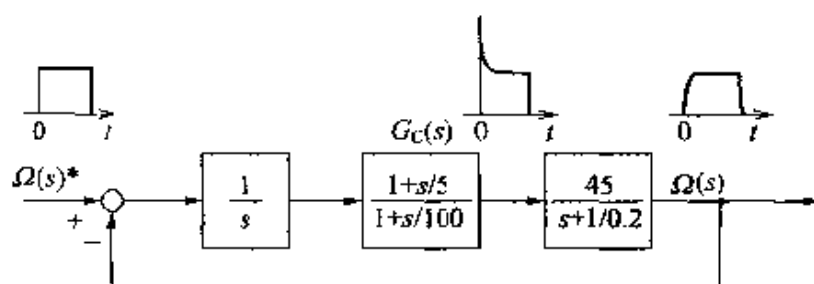 0 t
G_C(s) 0 t
0 t
Ω(s)* + −
1/s
1+s/5 / 1+s/100
45 / s+1/0.2
Ω(s)